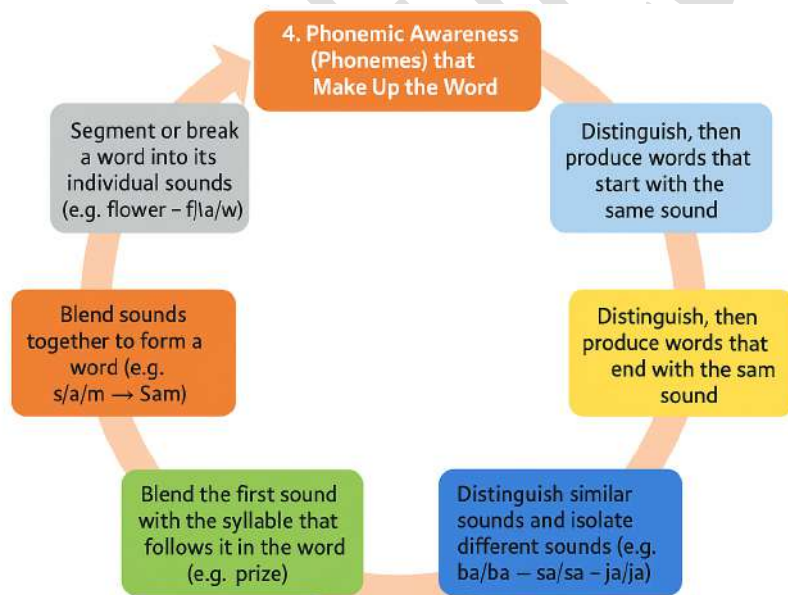 4. Phonemic Awareness
(Phonemes) that
Make Up the Word
Distinguish, then
produce words that
start with the
same sound
Distinguish, then
produce words that
end with the sam
sound
Distinguish similar
sounds and isolate
different sounds (e.g.
ba/ba – sa/sa – ja/ja)
Blend the first sound
with the syllable that
follows it in the word
(e.g. prize)
Blend sounds
together to form a
word (e.g.
s/a/m → Sam)
Segment or break
a word into its
individual sounds
(e.g. flower – f/\a/w)